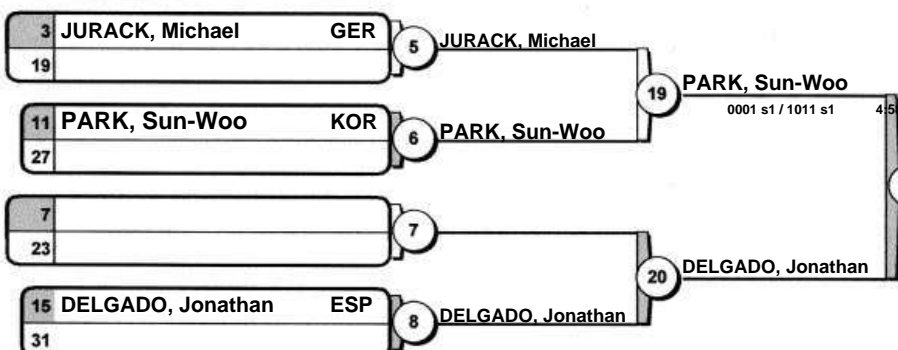 3 JURACK, Michael GER
19
5
JURACK, Michael
11 PARK, Sun-Woo KOR
27
6
PARK, Sun-Woo
19
PARK, Sun-Woo
0001 s1 / 1011 s1
7
23
7
15 DELGADO, Jonathan ESP
31
8
DELGADO, Jonathan
20
DELGADO, Jonathan